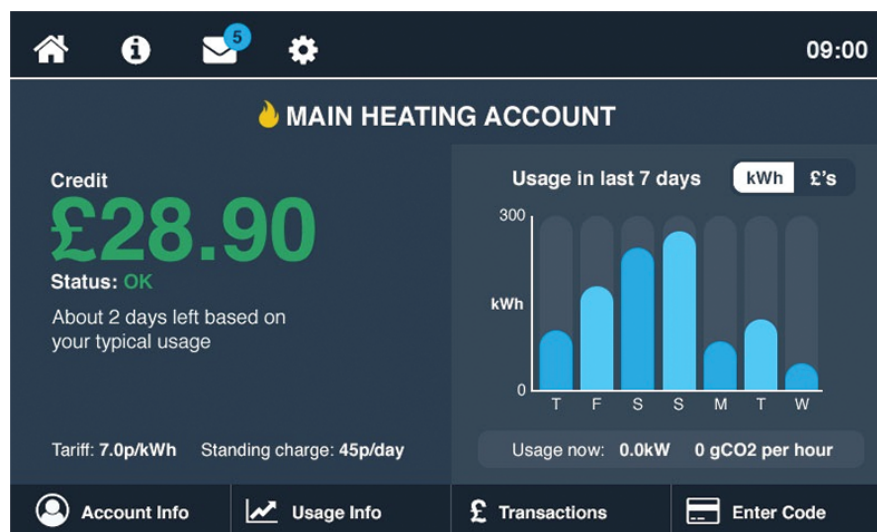 5
09:00
MAIN HEATING ACCOUNT
Credit
£28.90
Status: OK
About 2 days left based on
your typical usage
Tariff: 7.0p/kWh Standing charge: 45p/day
Usage in last 7 days kWh £'s
300
kWh
0
T F S S M T W
Usage now: 0.0kW 0 gCO2 per hour
Account Info Usage Info £ Transactions Enter Code